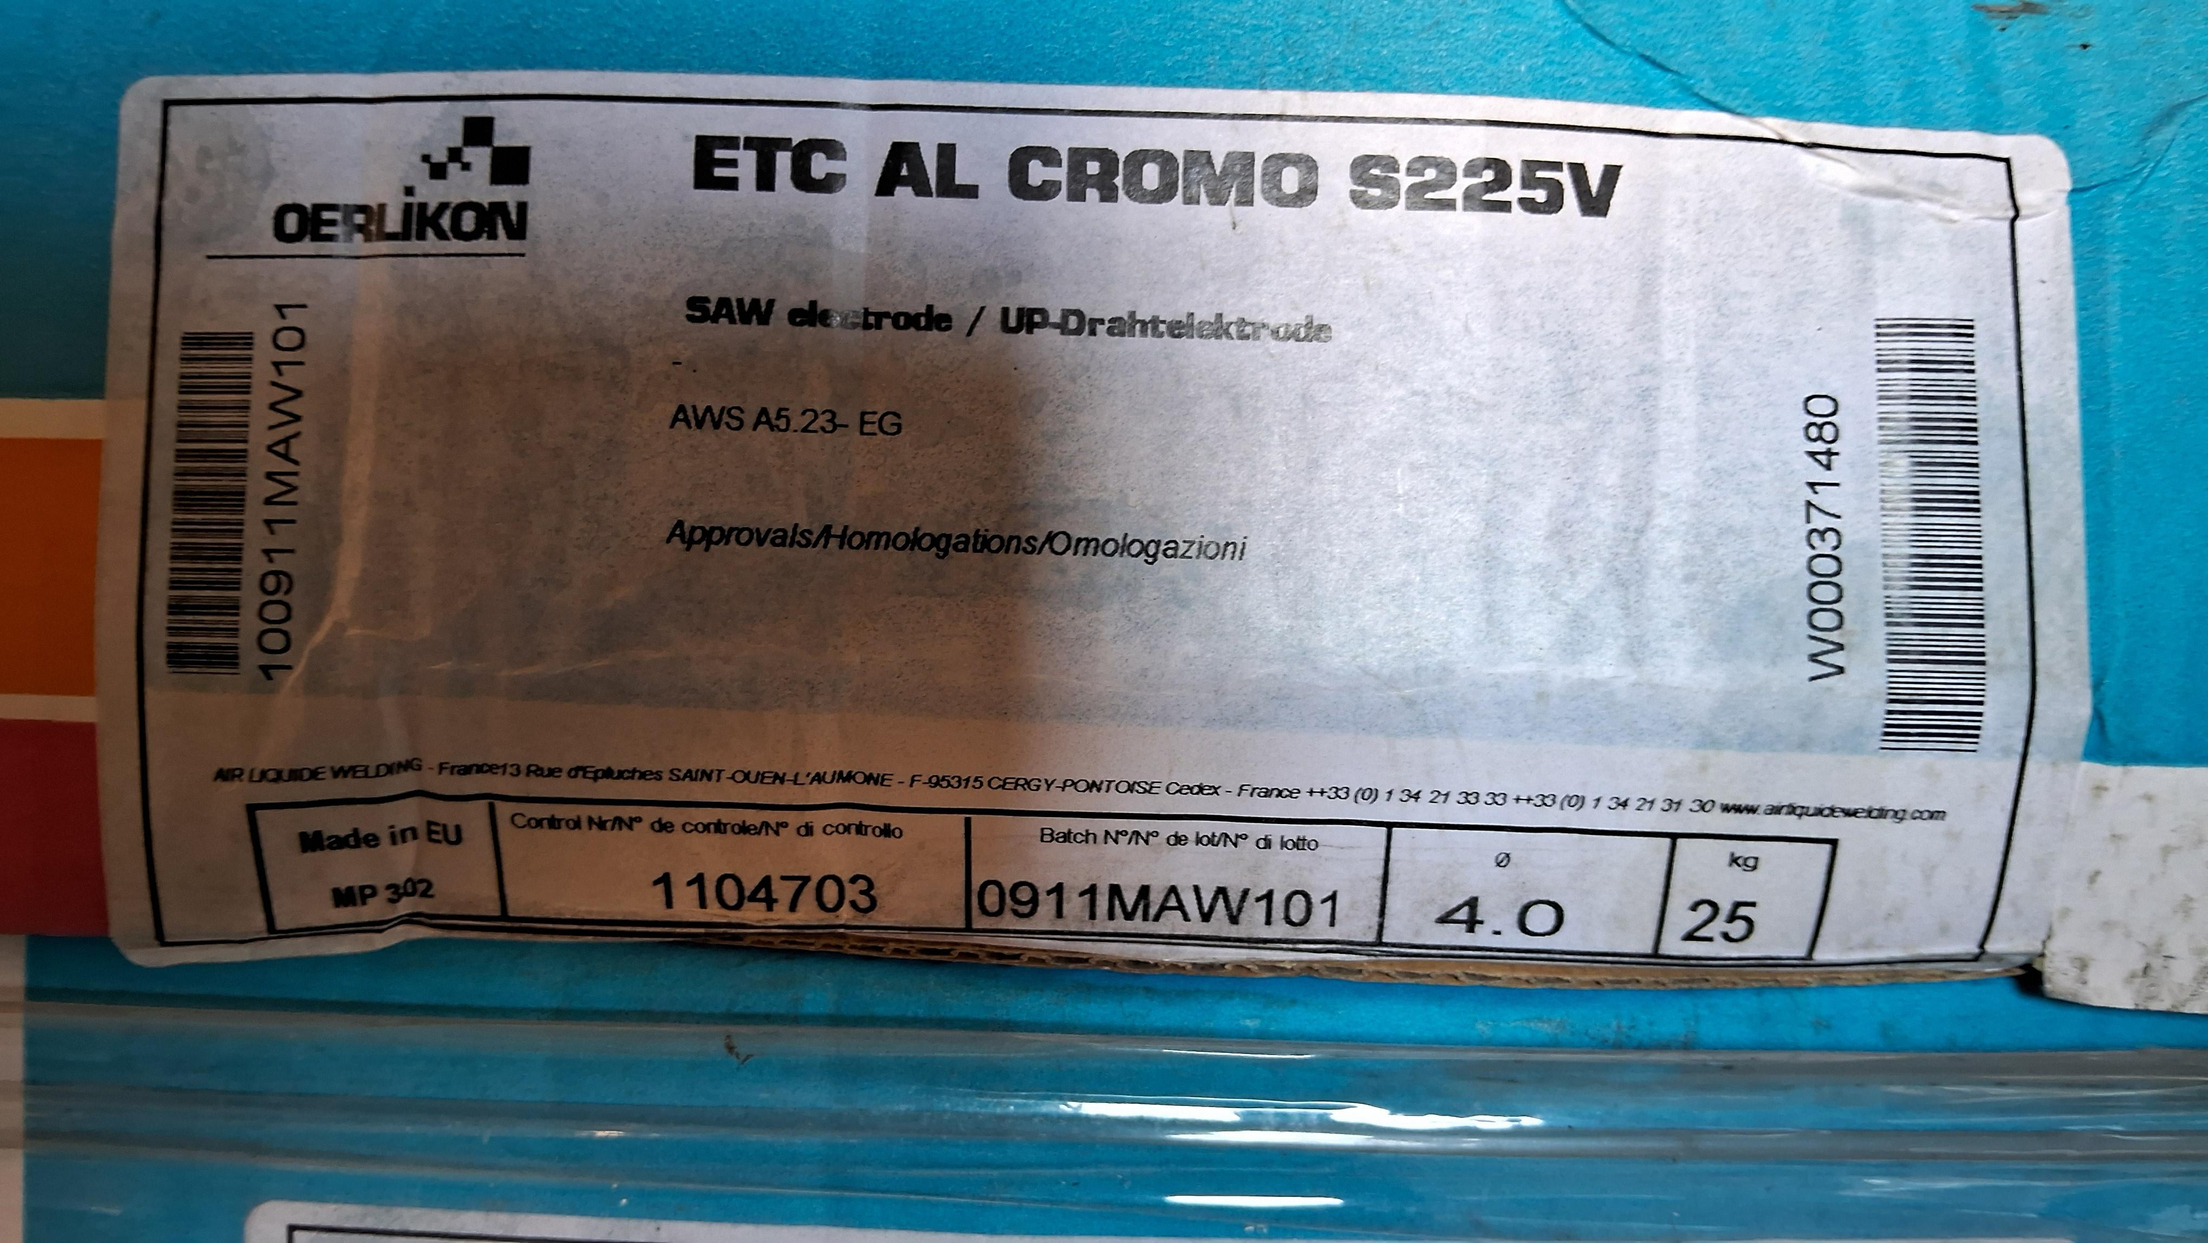 OERLiKON
ETC AL CROMO S225V
SAW electrode / UP-Drahtelektrode
-
AWS A5.23- EG
Approvals/Homologations/Omologazioni
100911MAW101
W000371480
AIR LIQUIDE WELDING - France13 Rue d'Epluches SAINT-OUEN-L'AUMONE - F-95315 CERGY-PONTOISE Cedex - France ++33 (0) 1 34 21 33 33 ++33 (0) 1 34 21 31 30 www.airliquidewelding.com
Made in EU
MP 302
Control Nr/N° de controle/N° di controllo
1104703
Batch N°/N° de lot/N° di lotto
0911MAW101
Ø
4.0
kg
25